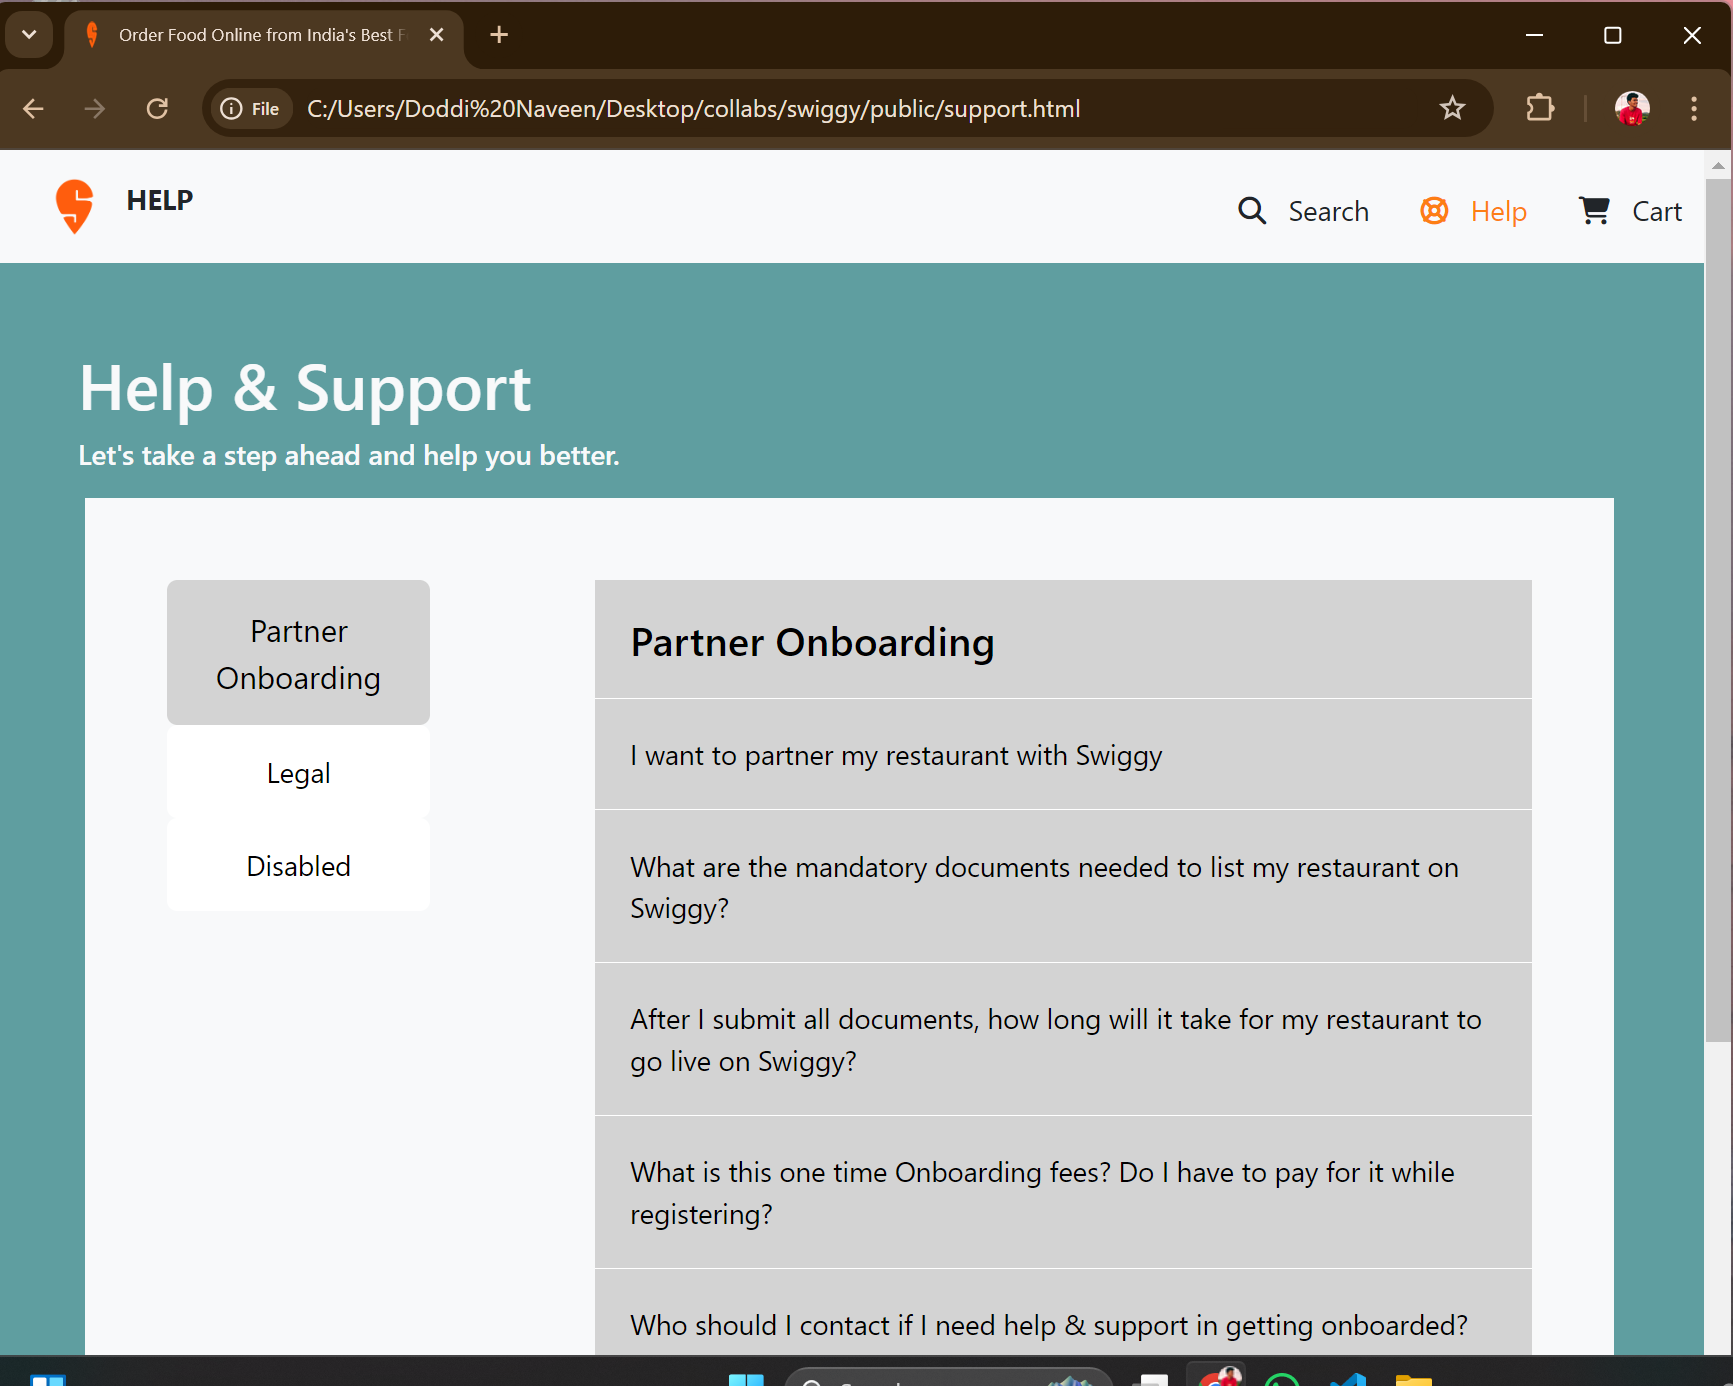 Order Food Online from India's Best
File
C:/Users/Doddi%20Naveen/Desktop/collabs/swiggy/public/support.html
HELP
Search
Help
Cart
Help & Support
Let's take a step ahead and help you better.
Partner
Onboarding
Legal
Disabled
Partner Onboarding
I want to partner my restaurant with Swiggy
What are the mandatory documents needed to list my restaurant on
Swiggy?
After I submit all documents, how long will it take for my restaurant to
go live on Swiggy?
What is this one time Onboarding fees? Do I have to pay for it while
registering?
Who should I contact if I need help & support in getting onboarded?